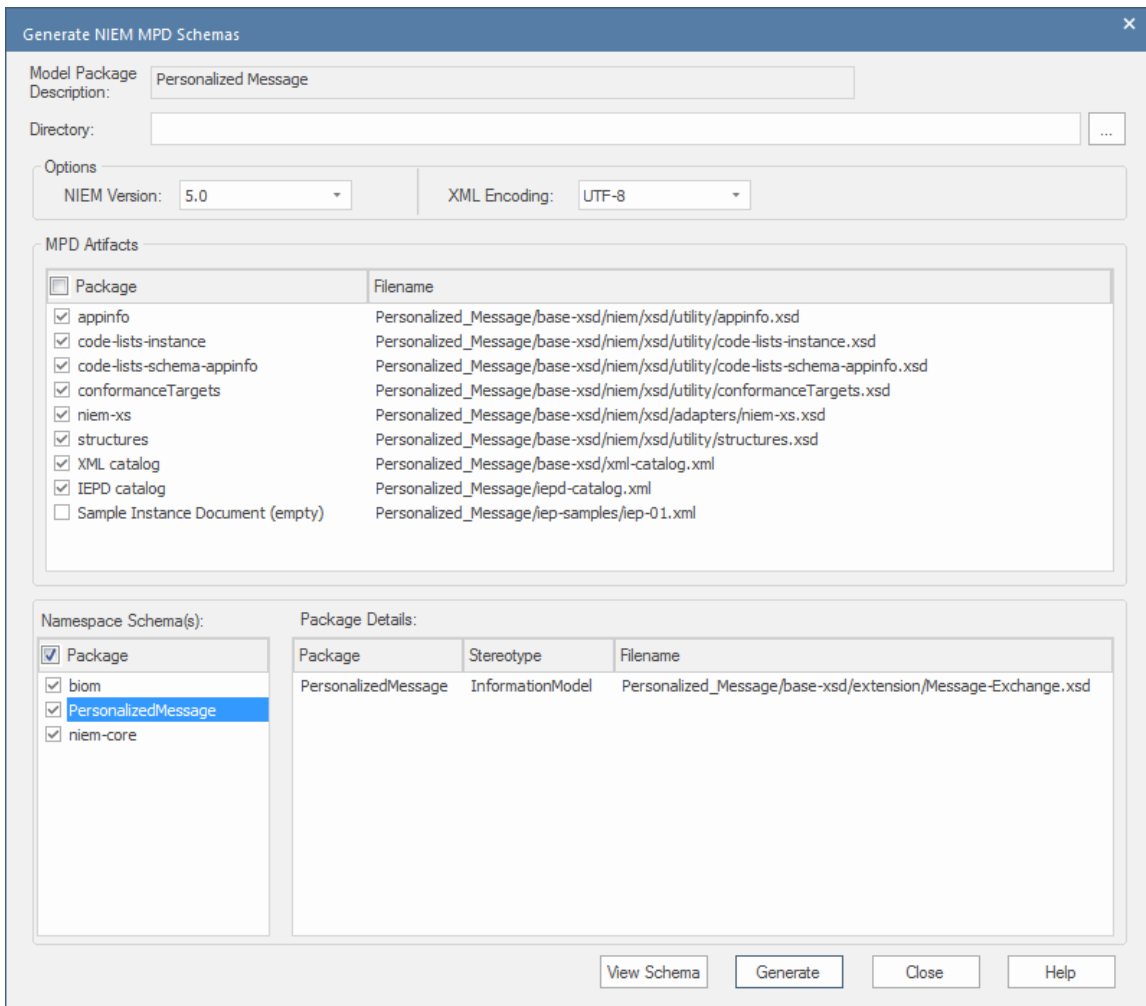 Generate NIEM MPD Schemas
Model Package
Description:
Personalized Message
Directory:
...
Options
NIEM Version: 5.0 XML Encoding: UTF-8
MPD Artifacts
Package Filename
appinfo Personalized_Message/base-xsd/niem/xsd/utility/appinfo.xsd
code-lists-instance Personalized_Message/base-xsd/niem/xsd/utility/code-lists-instance.xsd
code-lists-schema-appinfo Personalized_Message/base-xsd/niem/xsd/utility/code-lists-schema-appinfo.xsd
conformanceTargets Personalized_Message/base-xsd/niem/xsd/utility/conformanceTargets.xsd
niem-xs Personalized_Message/base-xsd/niem/xsd/adapters/niem-xs.xsd
structures Personalized_Message/base-xsd/niem/xsd/utility/structures.xsd
XML catalog Personalized_Message/base-xsd/xml-catalog.xml
IEPD catalog Personalized_Message/iepd-catalog.xml
Sample Instance Document (empty) Personalized_Message/iep-samples/iep-01.xml
Namespace Schema(s): Package Details:
Package Package Stereotype Filename
biom PersonalizedMessage InformationModel Personalized_Message/base-xsd/extension/Message-Exchange.xsd
PersonalizedMessage
niem-core
View Schema Generate Close Help